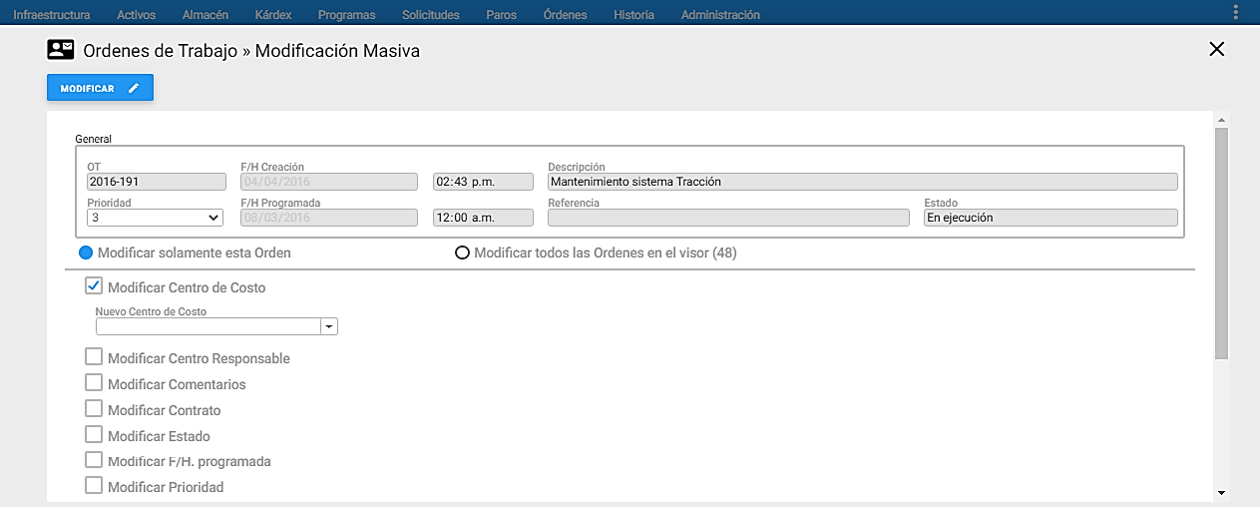 Infraestructura Activos Almacén Kárdex Programas Solicitudes Paros Órdenes Historia Administración
Ordenes de Trabajo » Modificación Masiva
MODIFICAR
General
OT F/H Creación Descripción
2016-191 04/04/2016 02:43 p.m. Mantenimiento sistema Tracción
Prioridad F/H Programada Referencia Estado
3 08/03/2016 12:00 a.m. En ejecución
Modificar solamente esta Orden Modificar todos las Ordenes en el visor (48)
Modificar Centro de Costo
Nuevo Centro de Costo
Modificar Centro Responsable
Modificar Comentarios
Modificar Contrato
Modificar Estado
Modificar F/H. programada
Modificar Prioridad